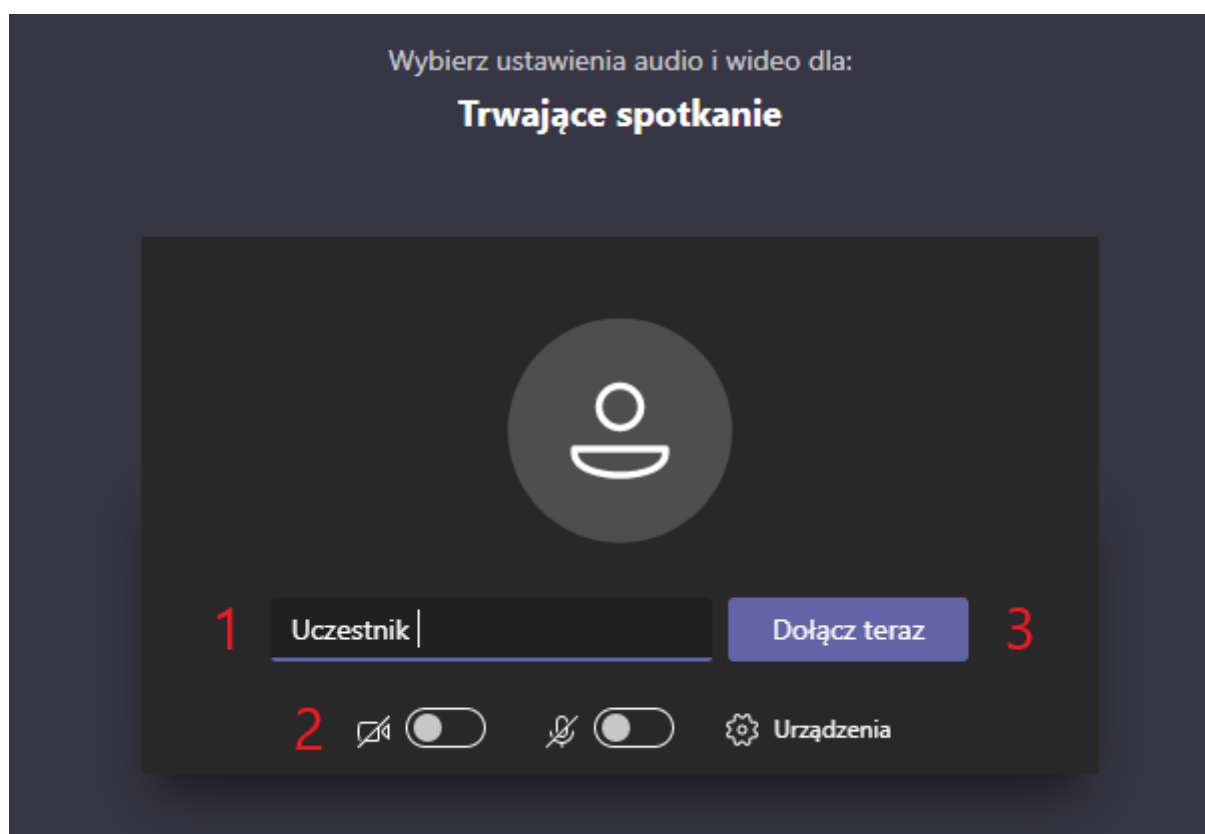 Wybierz ustawienia audio i wideo dla:
Trwające spotkanie
1 Uczestnik Dołącz teraz 3
2 Urządzenia